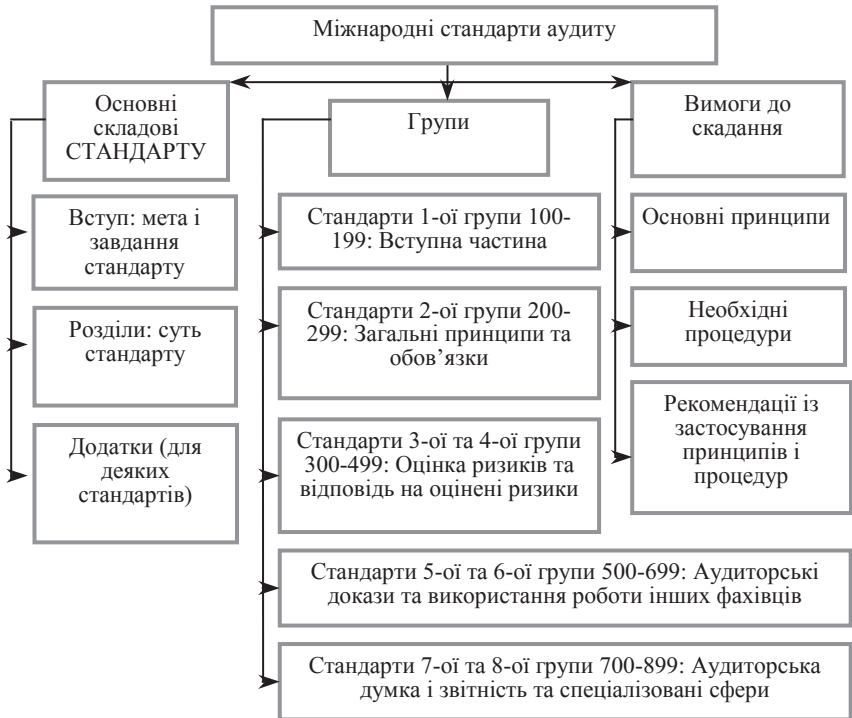 Міжнародні стандарти аудиту
Основні
складові
СТАНДАРТУ
Вступ: мета і
завдання
стандарту
Розділи: суть
стандарту
Додатки (для
деяких
стандартів)
Групи
Стандарти 1-ої групи 100-
199: Вступна частина
Стандарти 2-ої групи 200-
299: Загальні принципи та
обов’язки
Стандарти 3-ої та 4-ої групи
300-499: Оцінка ризиків та
відповідь на оцінені ризики
Стандарти 5-ої та 6-ої групи 500-699: Аудиторські
докази та використання роботи інших фахівців
Стандарти 7-ої та 8-ої групи 700-899: Аудиторська
думка і звітність та спеціалізовані сфери
Вимоги до
скадання
Основні принципи
Необхідні
процедури
Рекомендації із
застосування
принципів і
процедур